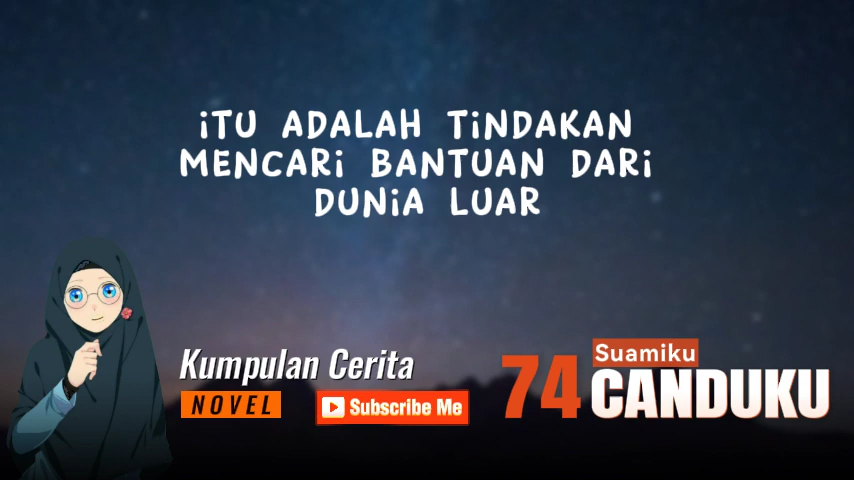 iTU ADALAH TiNDAKAN
MENCARi BANTUAN DARi
DUNiA LUAR
Kumpulan Cerita
NOVEL
Subscribe Me
74
Suamiku
CANDUKU